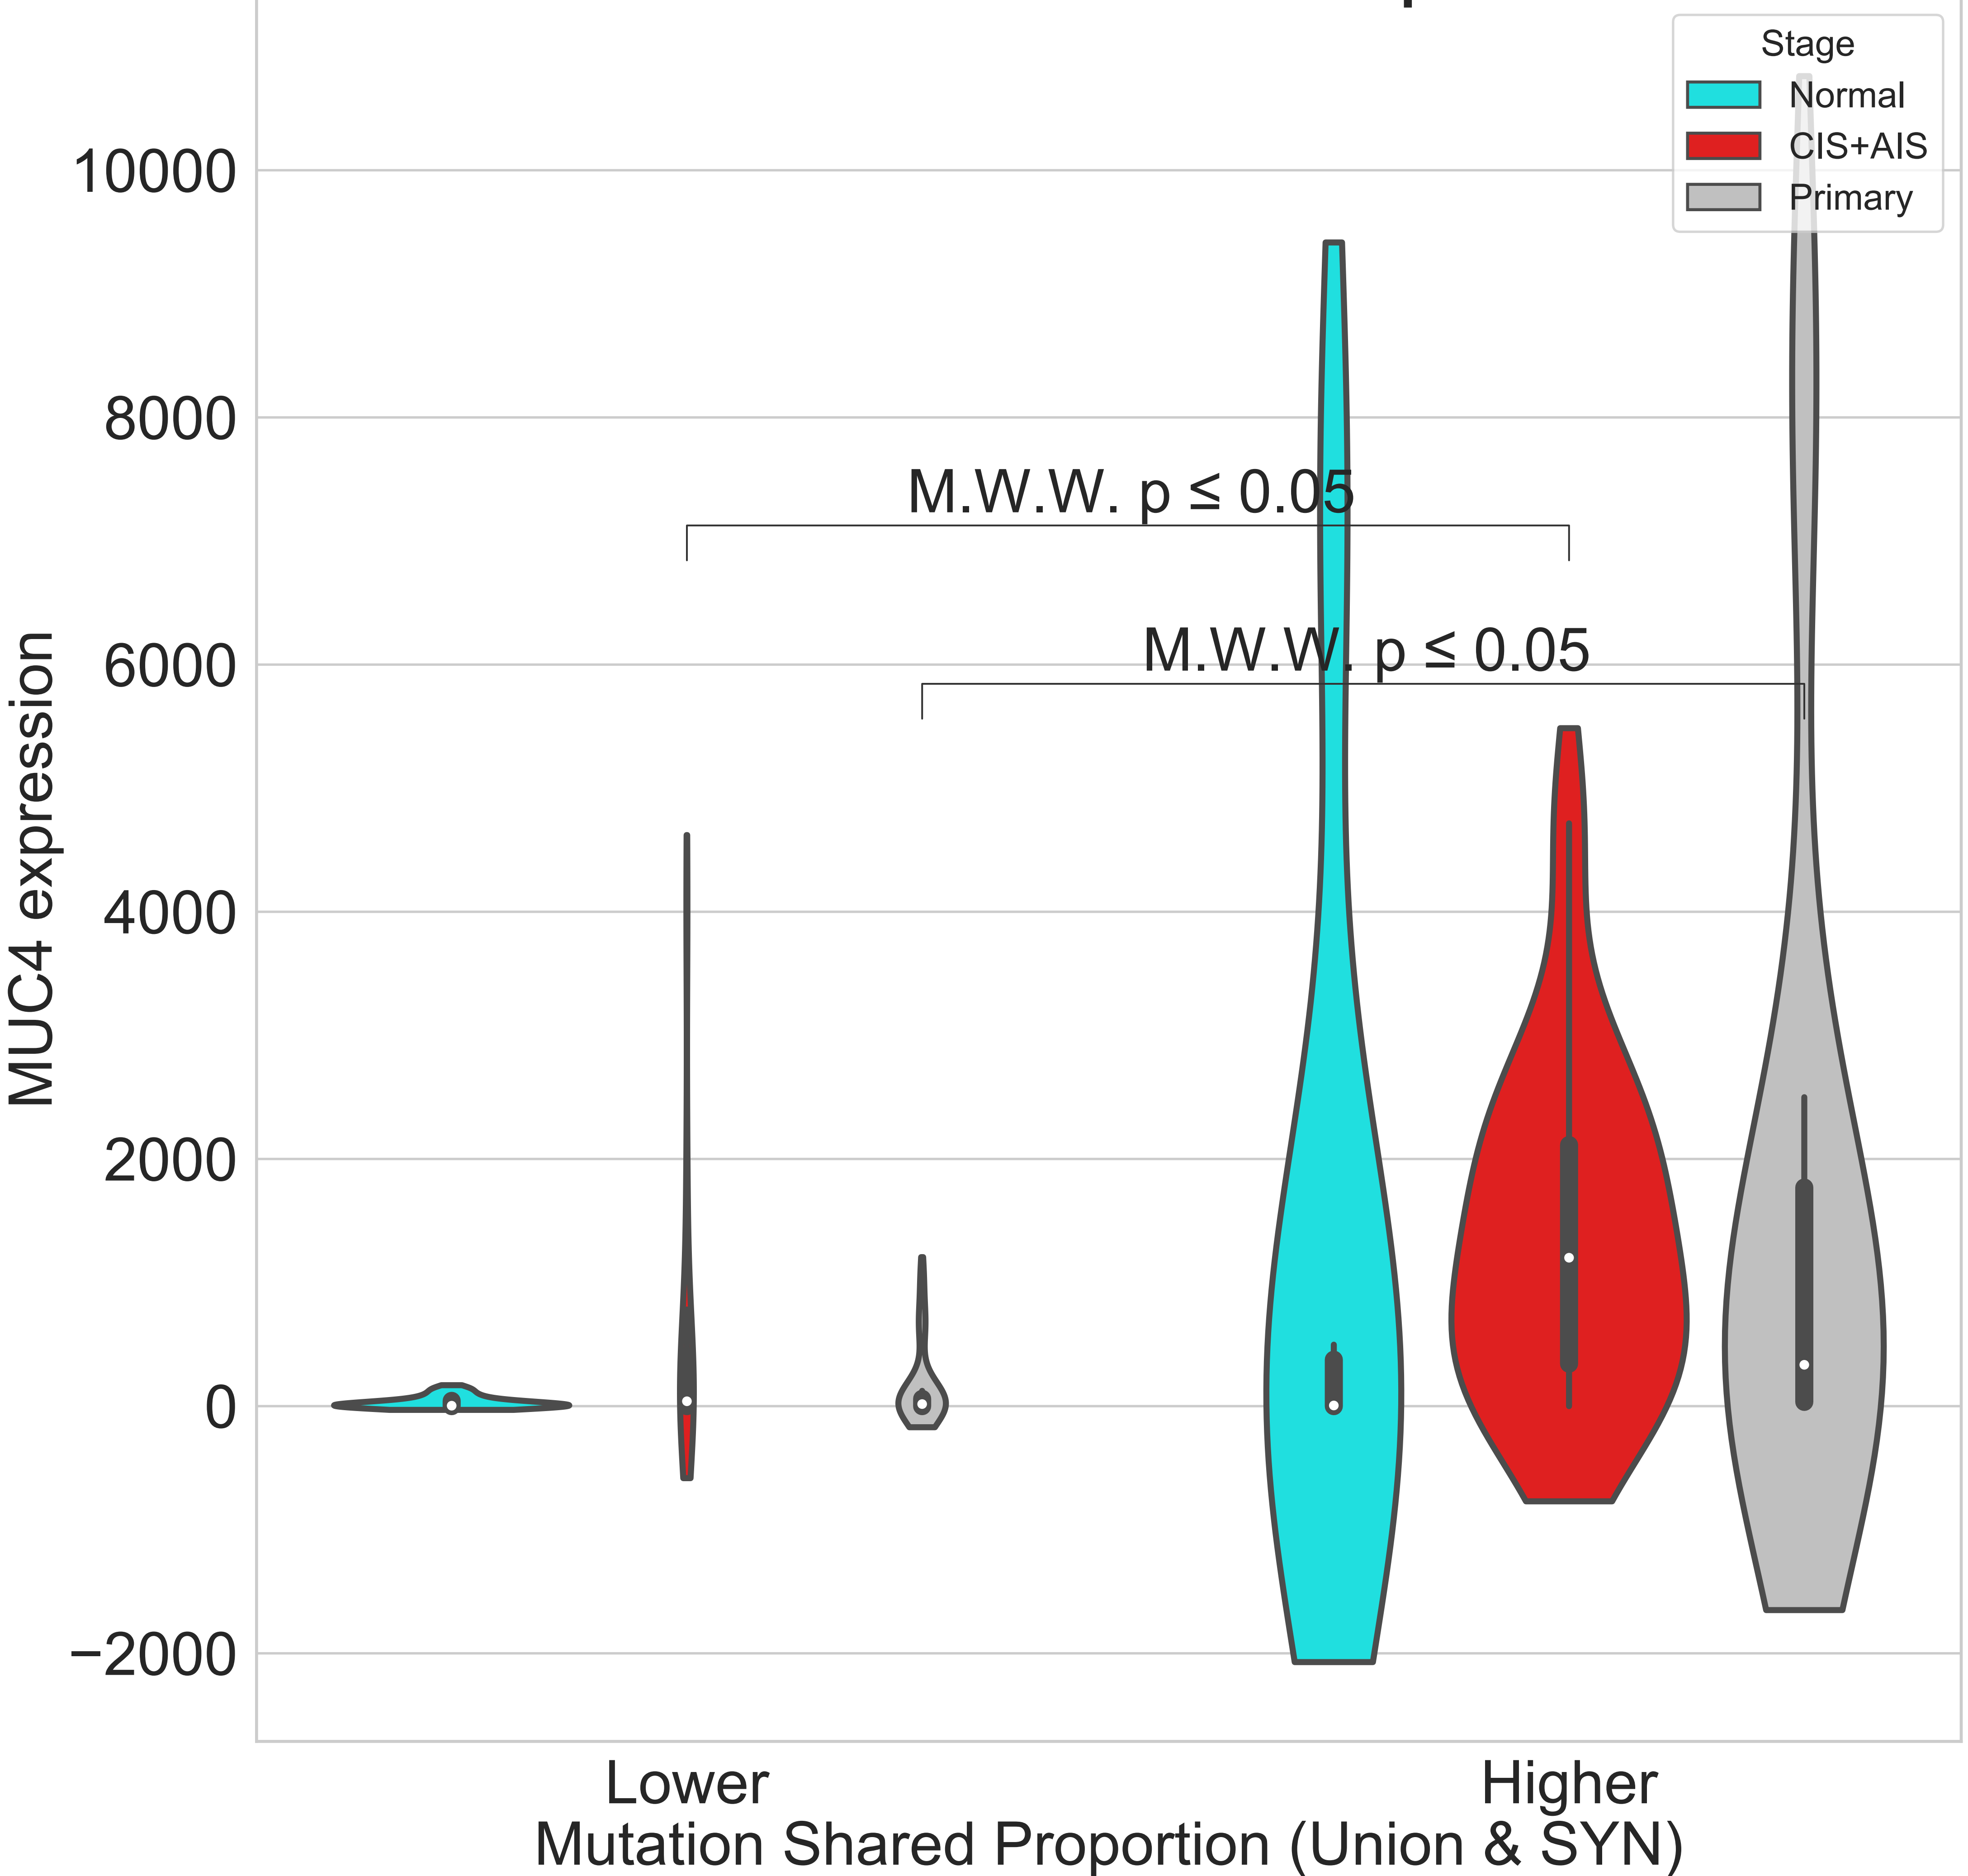 Stage
Normal
CIS+AIS
Primary
10000
8000
6000
4000
2000
0
−2000
MUC4 expression
M.W.W. p ≤ 0.05
M.W.W. p ≤ 0.05
Lower
Higher
Mutation Shared Proportion (Union & SYN)